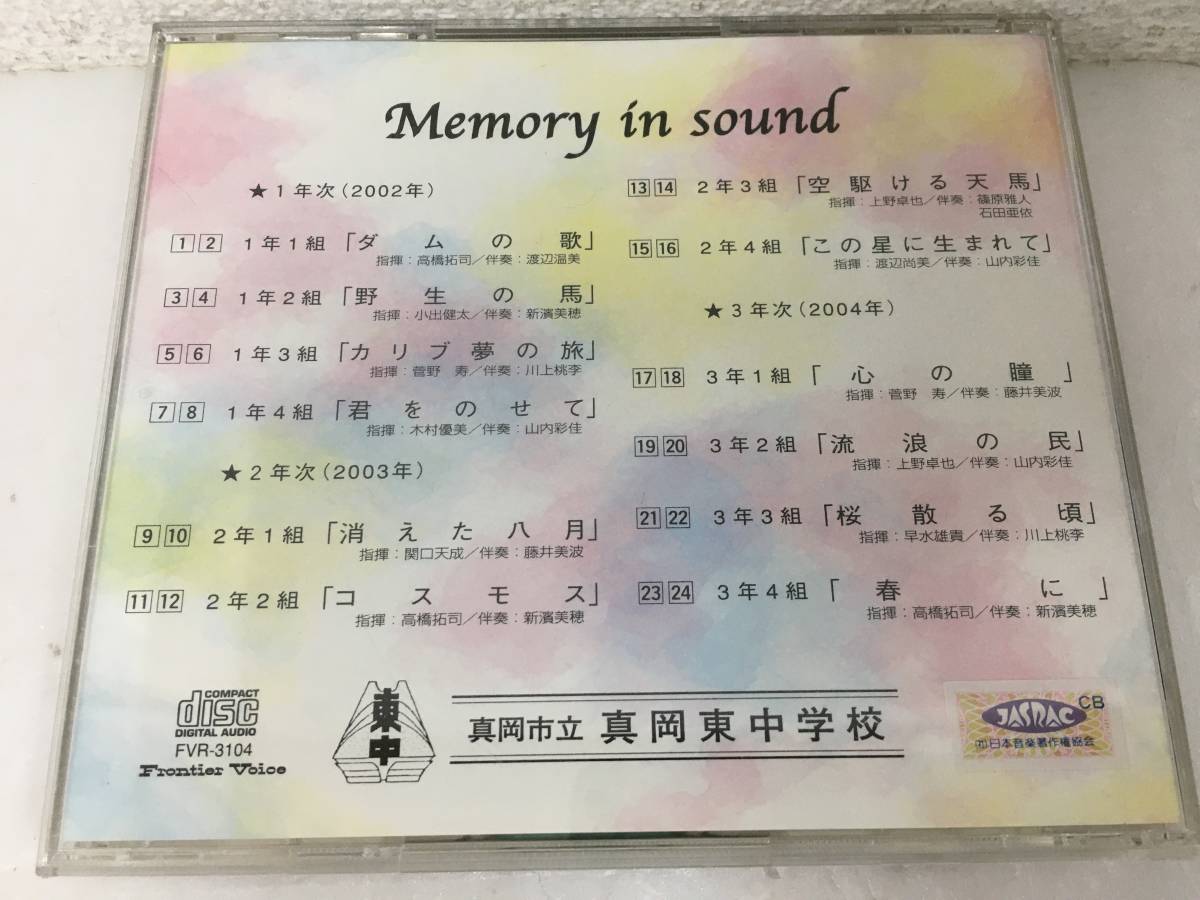 Memory in sound
★1年次(2002年)
1 2 1年1組「ダムの歌」
指揮:高橋拓司/伴奏:渡辺温美
3 4 1年2組「野生の馬」
指揮:小出健太/伴奏:新濱美穂
5 6 1年3組「カリブ夢の旅」
指揮:菅野 寿/伴奏:川上桃李
7 8 1年4組「君をのせて」
指揮:木村優美/伴奏:山内彩佳
★2年次(2003年)
9 10 2年1組「消えた八月」
指揮:関口天成/伴奏:藤井美波
11 12 2年2組「コスモス」
指揮:高橋拓司/伴奏:新濱美穂
13 14 2年3組「空駆ける天馬」
指揮:上野卓也/伴奏:篠原雅人
石田亜依
15 16 2年4組「この星に生まれて」
指揮:渡辺尚美/伴奏:山内彩佳
★3年次(2004年)
17 18 3年1組「心の瞳」
指揮:菅野 寿/伴奏:藤井美波
19 20 3年2組「流浪の民」
指揮:上野卓也/伴奏:山内彩佳
21 22 3年3組「桜散る頃」
指揮:早水雄貴/伴奏:川上桃李
23 24 3年4組「春に」
指揮:高橋拓司/伴奏:新濱美穂
COMPACT
disc
DIGITAL AUDIO
FVR-3104
Frontier Voice
東中
真岡市立 真岡東中学校
JASRAC
CB
(社)日本音楽著作権協会